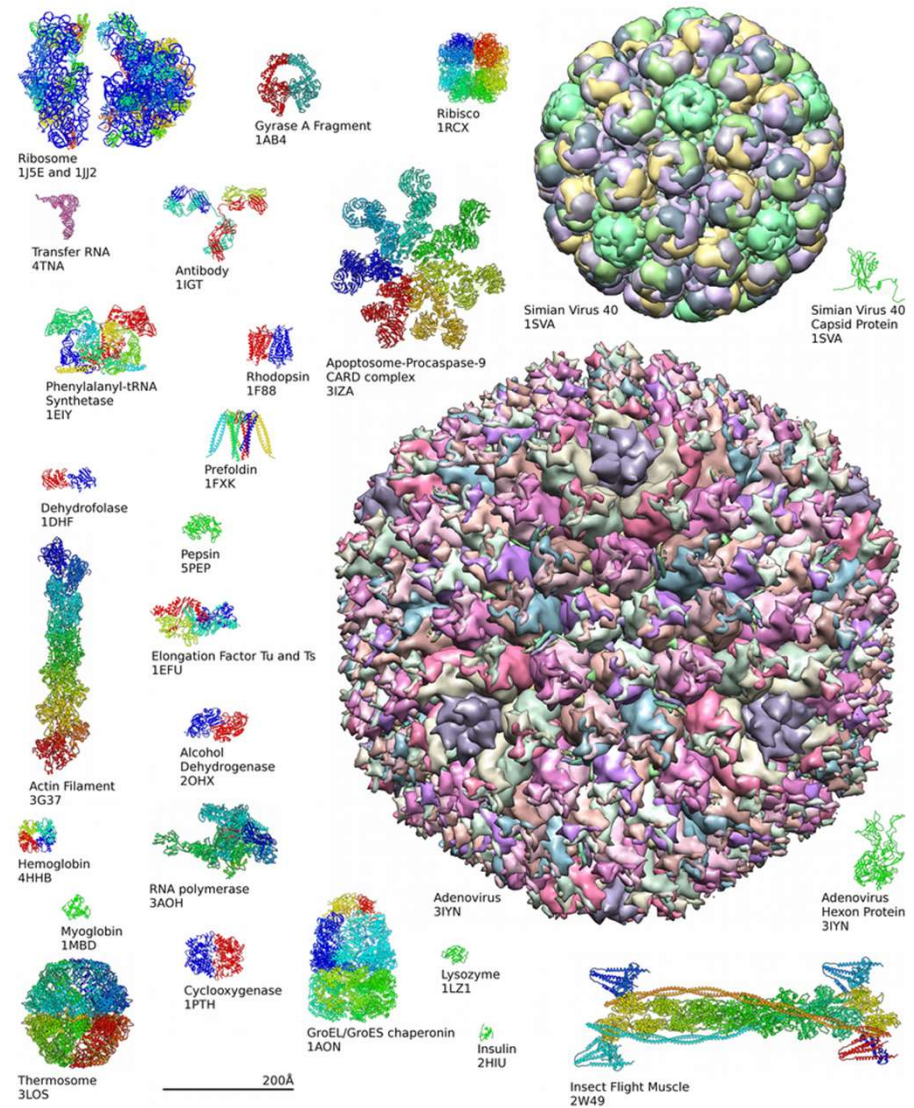 Ribosome
1J5E and 1JJ2
Gyrase A Fragment
1AB4
Ribisco
1RCX
Transfer RNA
4TNA
Antibody
1IGT
Simian Virus 40
1SVA
Simian Virus 40
Capsid Protein
1SVA
Phenylalanyl-tRNA
Synthetase
1EIY
Rhodopsin
1F88
Apoptosome-Procaspase-9
CARD complex
3IZA
Prefoldin
1FXK
Dehydrofolase
1DHF
Pepsin
5PEP
Elongation Factor Tu and Ts
1EFU
Alcohol
Dehydrogenase
2OHX
Actin Filament
3G37
Hemoglobin
4HHB
RNA polymerase
3AOH
Adenovirus
3IYN
Adenovirus
Hexon Protein
3IYN
Myoglobin
1MBD
Cyclooxygenase
1PTH
Lysozyme
1LZ1
GroEL/GroES chaperonin
1AON
Insulin
2HIU
Thermosome
3LOS
200Å
Insect Flight Muscle
2W49